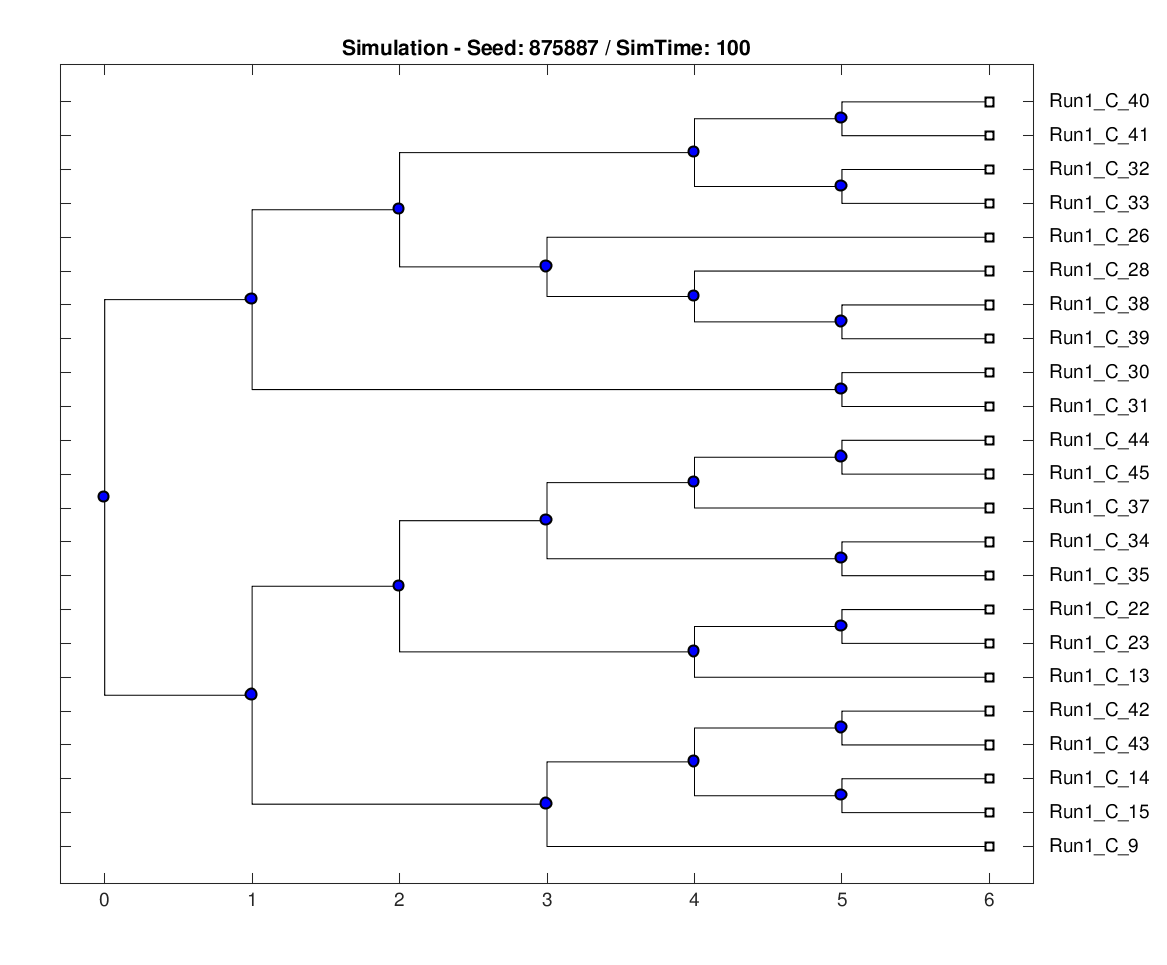 Simulation - Seed: 875887 / SimTime: 100
Run1_C_40
Run1_C_41
Run1_C_32
Run1_C_33
Run1_C_26
Run1_C_28
Run1_C_38
Run1_C_39
Run1_C_30
Run1_C_31
Run1_C_44
Run1_C_45
Run1_C_37
Run1_C_34
Run1_C_35
Run1_C_22
Run1_C_23
Run1_C_13
Run1_C_42
Run1_C_43
Run1_C_14
Run1_C_15
Run1_C_9
0 1 2 3 4 5 6